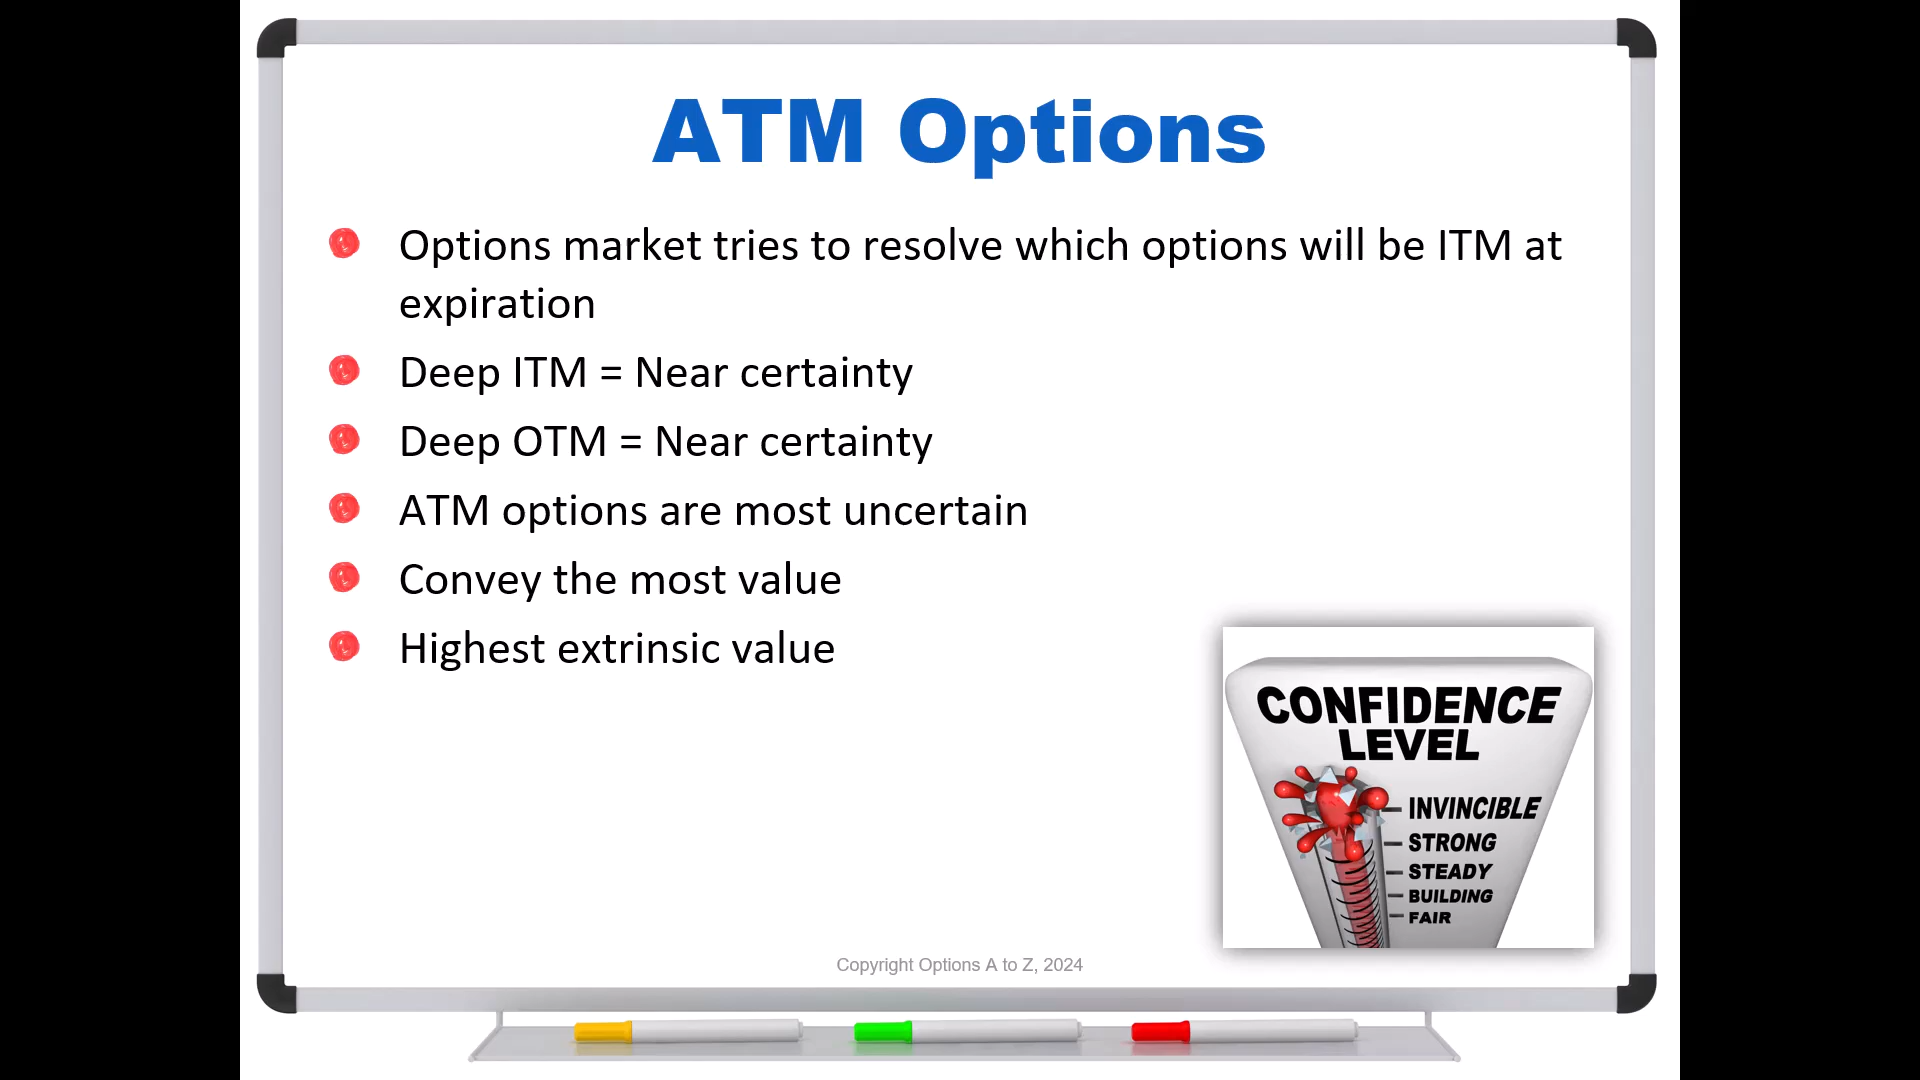 ATM Options
Options market tries to resolve which options will be ITM at
expiration
Deep ITM = Near certainty
Deep OTM = Near certainty
ATM options are most uncertain
Convey the most value
Highest extrinsic value
CONFIDENCE
LEVEL
INVINCIBLE
STRONG
STEADY
BUILDING
FAIR
Copyright Options A to Z, 2024